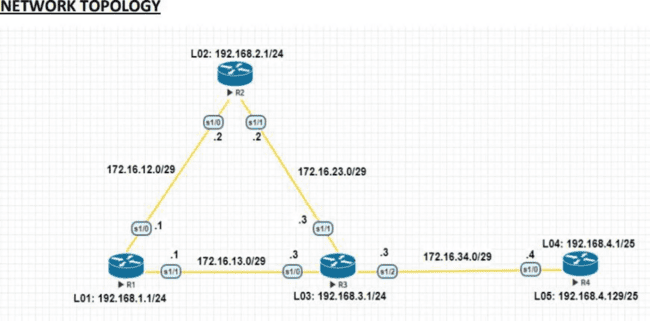 NETWORK TOPOLOGY
L02: 192.168.2.1/24
R2
s1/0 s1/1
.2 .2
172.16.12.0/29
172.16.23.0/29
.3
s1/0 .1
s1/1
.1
172.16.13.0/29
.3
.3
172.16.34.0/29
.4
L04: 192.168.4.1/25
s1/1
s1/0
s1/2
s1/0
R1
R3
R4
L01: 192.168.1.1/24
L03: 192.168.3.1/24
L05: 192.168.4.129/25